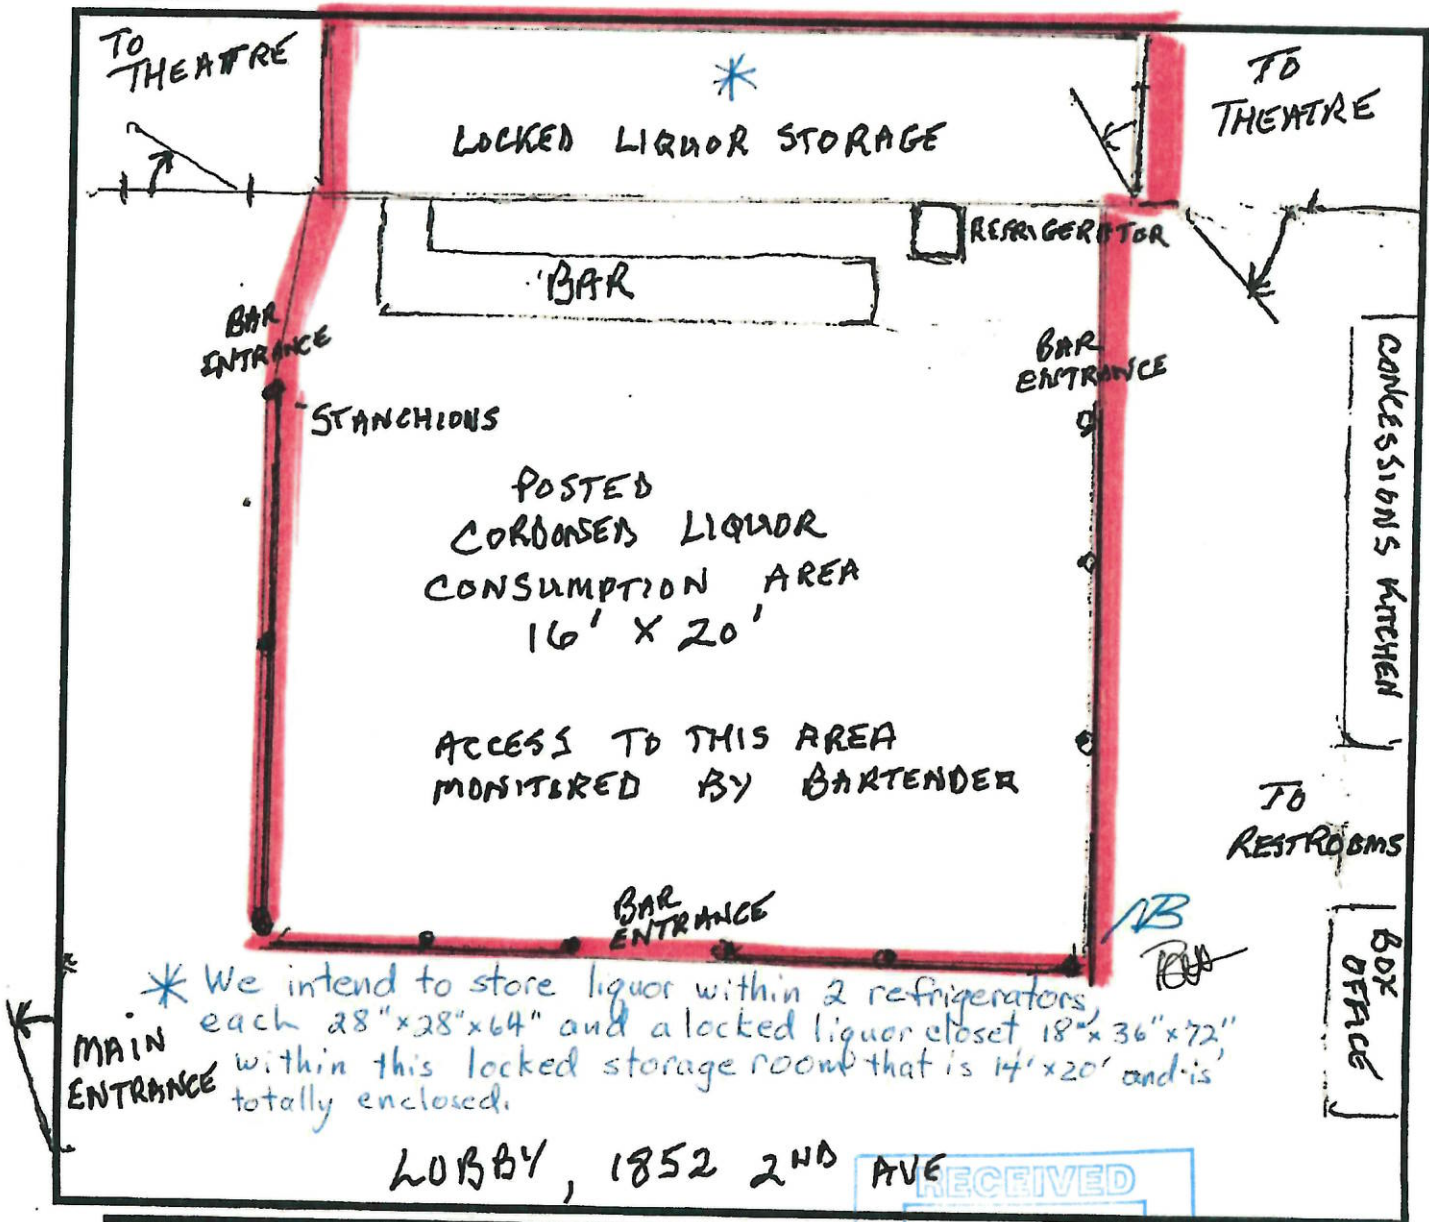 TO
THEATRE
*
LOCKED LIQUOR STORAGE
TO
THEATRE
REFRIGERATOR
BAR
BAR
ENTRANCE
BAR
ENTRANCE
STANCHIONS
CONCESSIONS KITCHEN
POSTED
CORDONED LIQUOR
CONSUMPTION AREA
16' X 20'
ACCESS TO THIS AREA
MONITORED BY BARTENDER
TO
RESTROOMS
BAR
ENTRANCE
NB
BOX
OFFICE
* We intend to store liquor within 2 refrigerators,
each 28"x28"x64" and a locked liquor closet 18"x36"x72"
within this locked storage room that is 14'x20' and is
totally enclosed.
MAIN
ENTRANCE
LOBBY, 1852 2ND AVE
RECEIVED